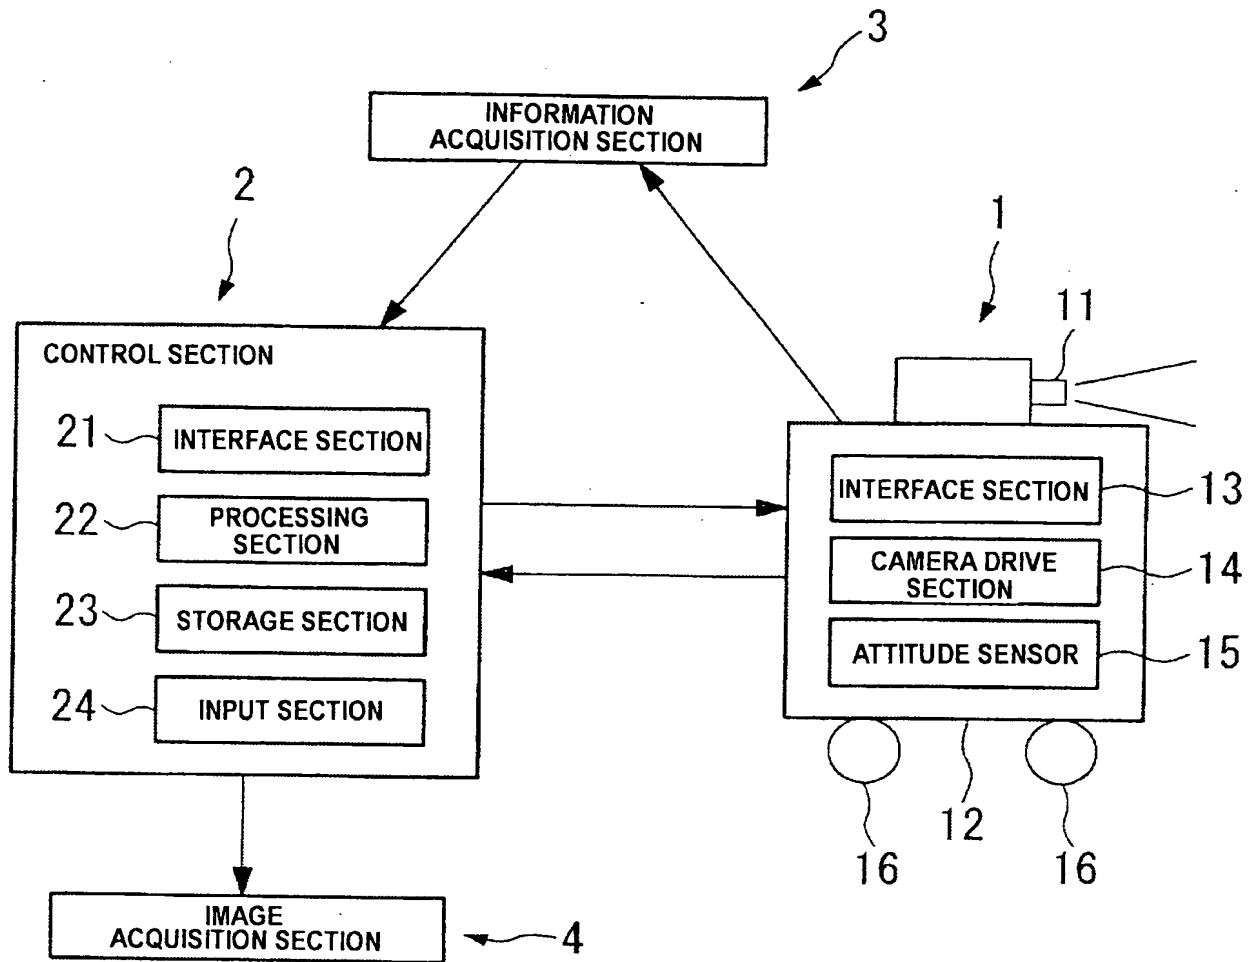 3
INFORMATION
ACQUISITION SECTION
2
1
11
CONTROL SECTION
21
INTERFACE SECTION
INTERFACE SECTION
13
22
PROCESSING
SECTION
CAMERA DRIVE
SECTION
14
23
STORAGE SECTION
ATTITUDE SENSOR
15
24
INPUT SECTION
12
16
16
IMAGE
ACQUISITION SECTION
4